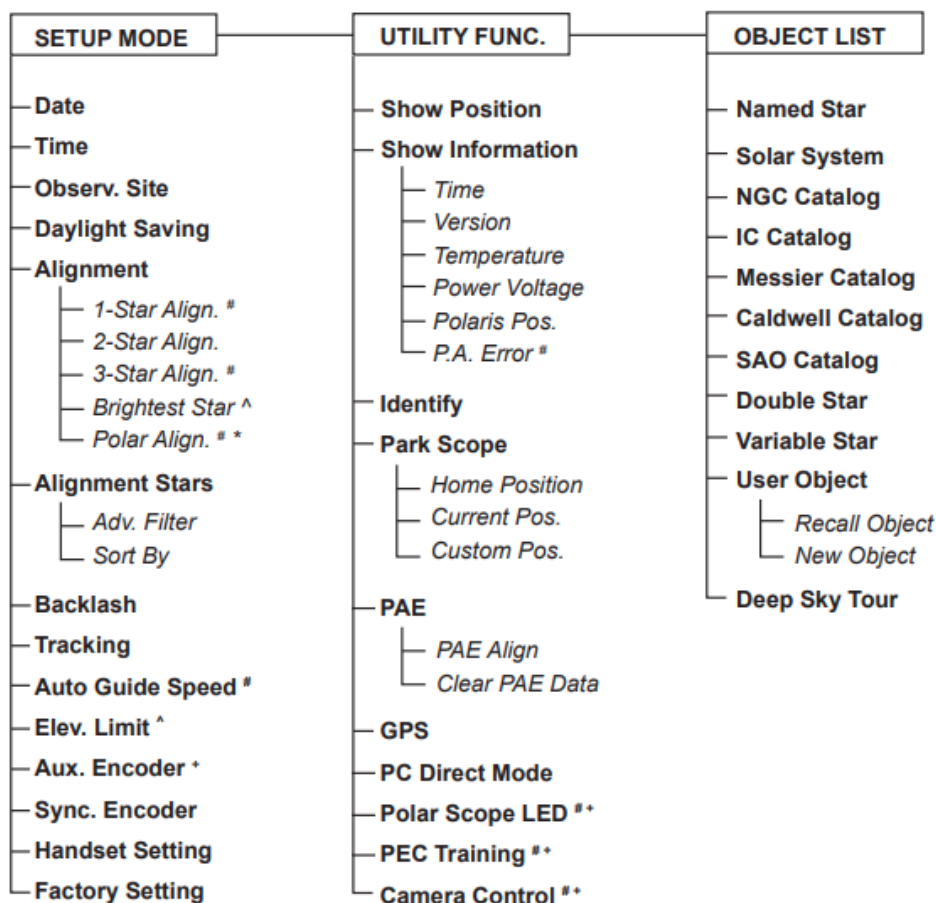 SETUP MODE
Date
Time
Observ. Site
Daylight Saving
Alignment
1-Star Align. #
2-Star Align.
3-Star Align. #
Brightest Star ^
Polar Align. # *
Alignment Stars
Adv. Filter
Sort By
Backlash
Tracking
Auto Guide Speed #
Elev. Limit ^
Aux. Encoder +
Sync. Encoder
Handset Setting
Factory Setting
UTILITY FUNC.
Show Position
Show Information
Time
Version
Temperature
Power Voltage
Polaris Pos.
P.A. Error #
Identify
Park Scope
Home Position
Current Pos.
Custom Pos.
PAE
PAE Align
Clear PAE Data
GPS
PC Direct Mode
Polar Scope LED #+
PEC Training #+
Camera Control #+
OBJECT LIST
Named Star
Solar System
NGC Catalog
IC Catalog
Messier Catalog
Caldwell Catalog
SAO Catalog
Double Star
Variable Star
User Object
Recall Object
New Object
Deep Sky Tour